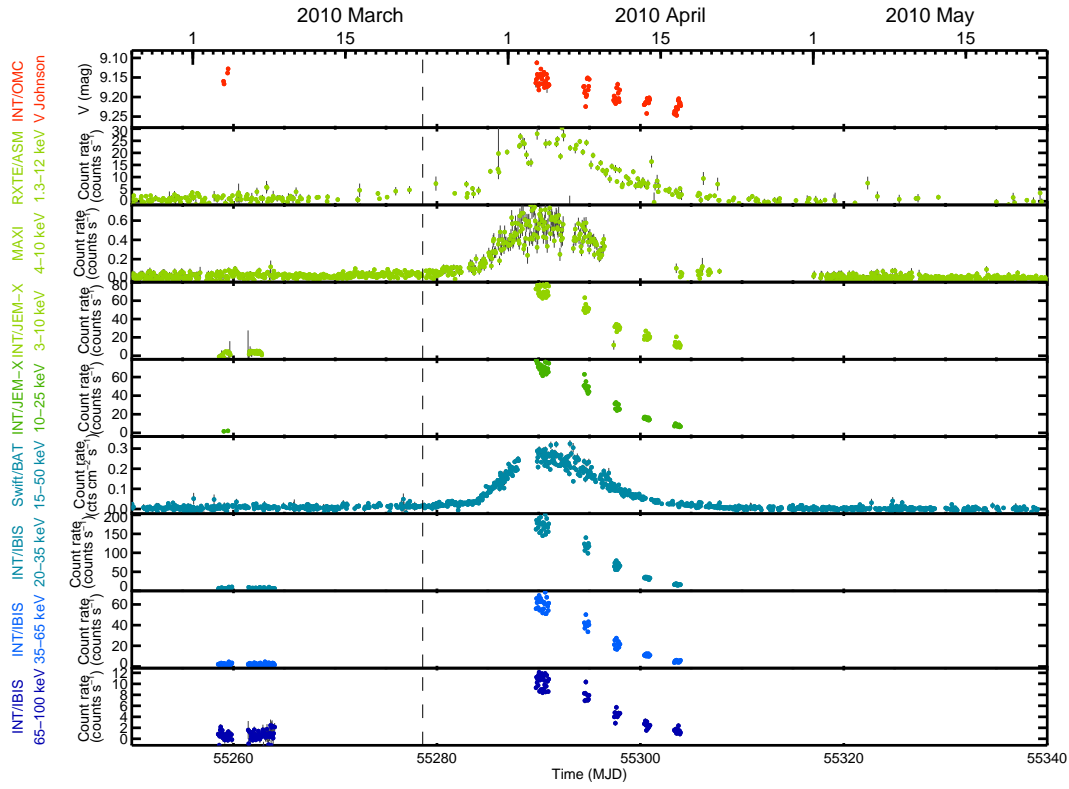 2010 March 2010 April 2010 May
1 15 1 15 1 15
INT/OMC
V Johnson
V (mag)
9.10
9.15
9.20
9.25
RXTE/ASM
1.3−12 keV
Count rate
(counts s−1)
30
25
20
15
10
5
0
MAXI
4−10 keV
Count rate
(counts s−1)
0.6
0.4
0.2
0.0
INT/JEM−X
3−10 keV
Count rate
(counts s−1)
80
60
40
20
0
INT/JEM−X
10−25 keV
Count rate
(counts s−1)
60
40
20
0
Swift/BAT
15−50 keV
Count rate
(cts cm−2 s−1)
0.3
0.2
0.1
0.0
INT/IBIS
20−35 keV
Count rate
(counts s−1)
200
150
100
50
0
INT/IBIS
35−65 keV
Count rate
(counts s−1)
60
40
20
0
INT/IBIS
65−100 keV
Count rate
(counts s−1)
12
10
8
6
4
2
0
55260 55280 55300 55320 55340
Time (MJD)